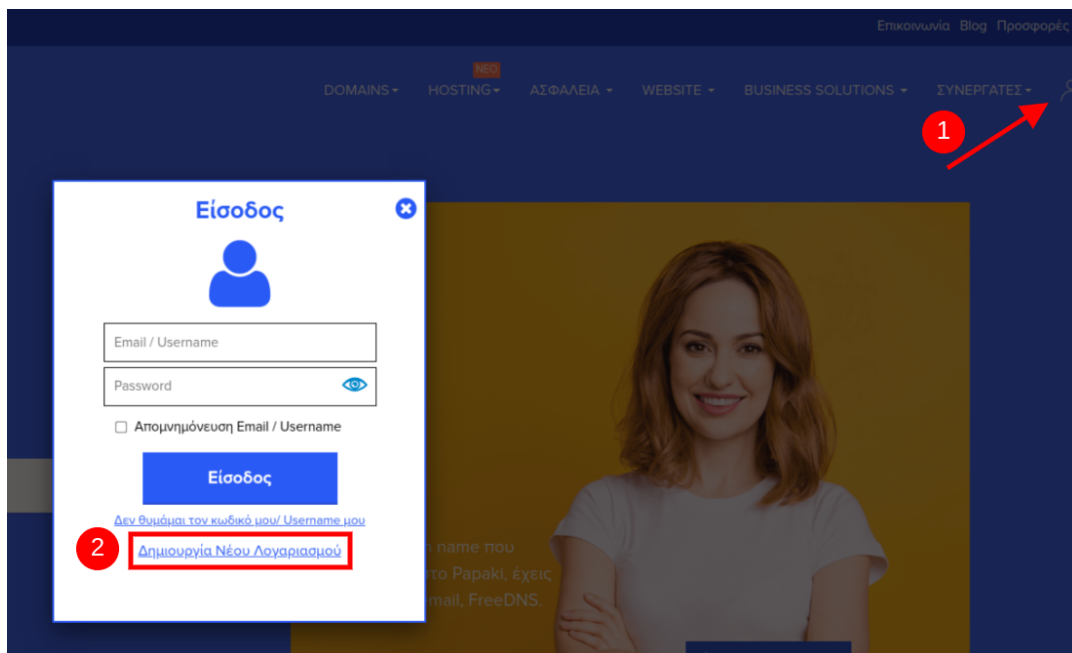 Επικοινωνία Blog Προσφορές
ΝΕΟ
DOMAINS HOSTING ΑΣΦΑΛΕΙΑ WEBSITE BUSINESS SOLUTIONS ΣΥΝΕΡΓΑΤΕΣ
1
Είσοδος
Email / Username
Password
Απομνημόνευση Email / Username
Είσοδος
Δεν θυμάμαι τον κωδικό μου/ Username μου
2
Δημιουργία Νέου Λογαριασμού
name που
το Papaki, έχεις
mail, FreeDNS.